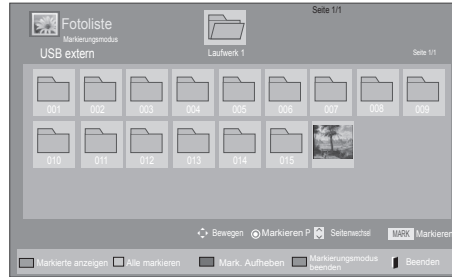 Seite 1/1
Fotoliste
Markierungsmodus
USB extern
Laufwerk 1
Seite 1/1
001 002 003 004 005 006 007 008 009
010 011 012 013 014 015
Bewegen Markieren P Seitenwechsel MARK Markieren
Markierte anzeigen Alle markieren Mark. Aufheben Markierungsmodus beenden Beenden